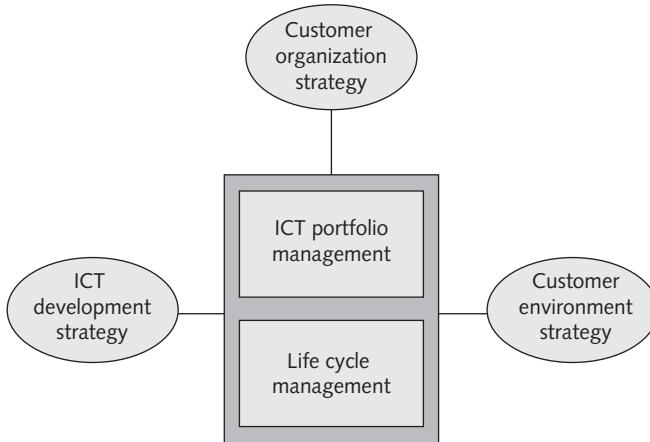 Customer
organization
strategy
ICT portfolio
management
ICT
development
strategy
Customer
environment
strategy
Life cycle
management